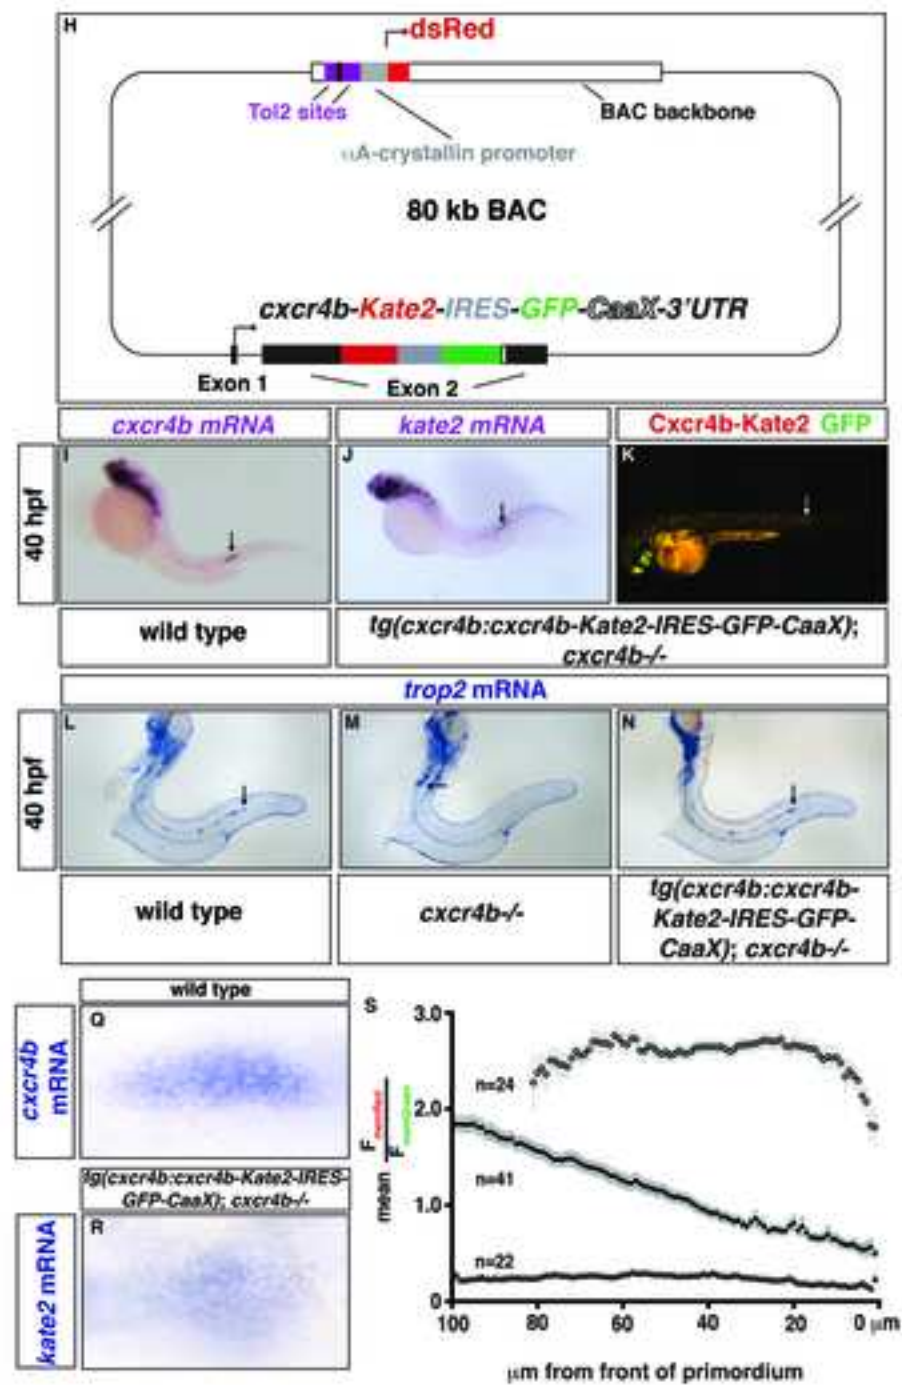 H
dsRed
Tol2 sites
BAC backbone
αA-crystallin promoter
80 kb BAC
cxcr4b-Kate2-IRES-GFP-CaaX-3'UTR
Exon 1
Exon 2
cxcr4b mRNA
kate2 mRNA
Cxcr4b-Kate2 GFP
40 hpf
I
J
K
wild type
tg(cxcr4b:cxcr4b-Kate2-IRES-GFP-CaaX);
cxcr4b-/-
trop2 mRNA
40 hpf
L
M
N
wild type
cxcr4b-/-
tg(cxcr4b:cxcr4b-
Kate2-IRES-GFP-
CaaX); cxcr4b-/-
wild type
cxcr4b
mRNA
Q
tg(cxcr4b:cxcr4b-Kate2-IRES-
GFP-CaaX); cxcr4b-/-
kate2 mRNA
R
S
mean
F
F
3.0
2.0
1.0
0
n=24
n=41
n=22
100
80
60
40
20
0 μm
μm from front of primordium